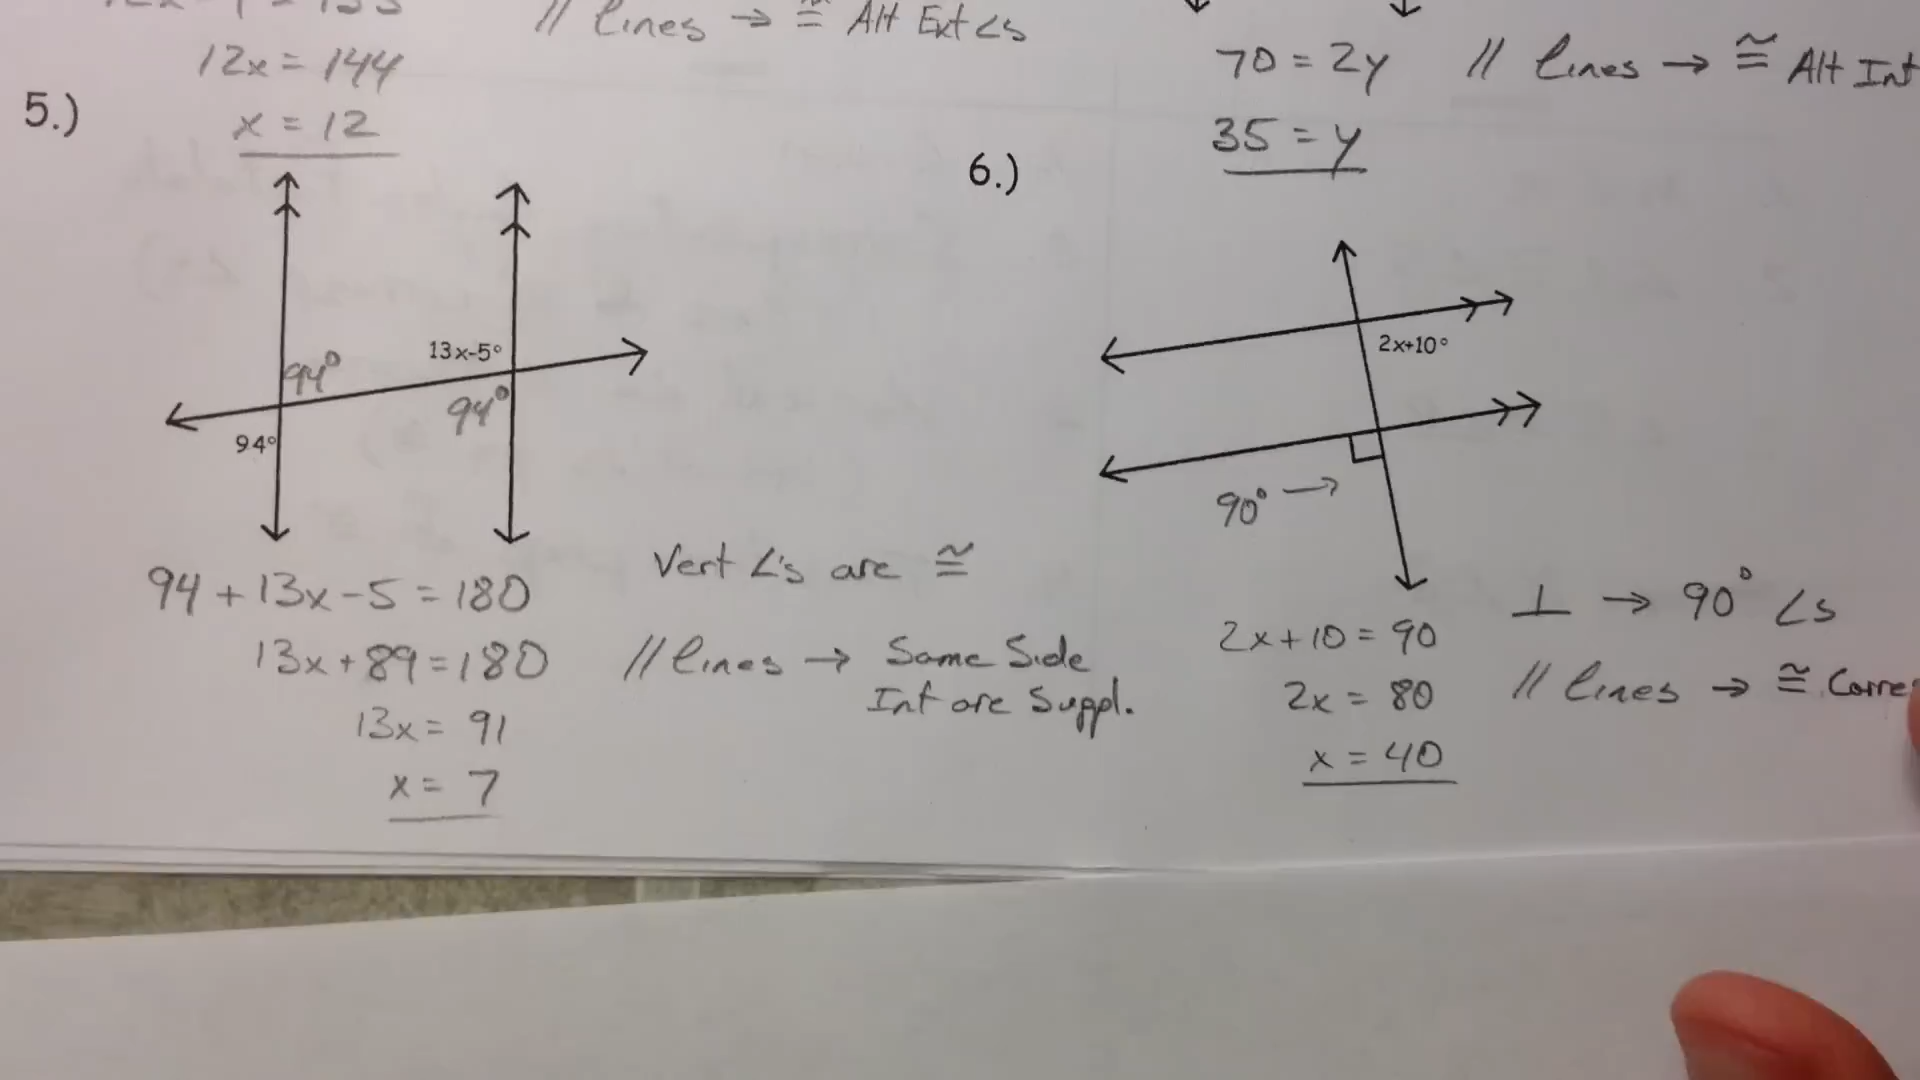 // lines → ≅ Alt Ext ∠s
12x = 144
x = 12
5.)
94°
13x-5°
94°
94°
94 + 13x - 5 = 180
Vert ∠'s are ≅
13x + 89 = 180
// lines → Same Side
Int are Suppl.
13x = 91
x = 7
70 = 2y
// lines → ≅ Alt Int
35 = y
6.)
2x+10°
90° →
⊥ → 90° ∠s
2x + 10 = 90
// lines → ≅ Corre
2x = 80
x = 40